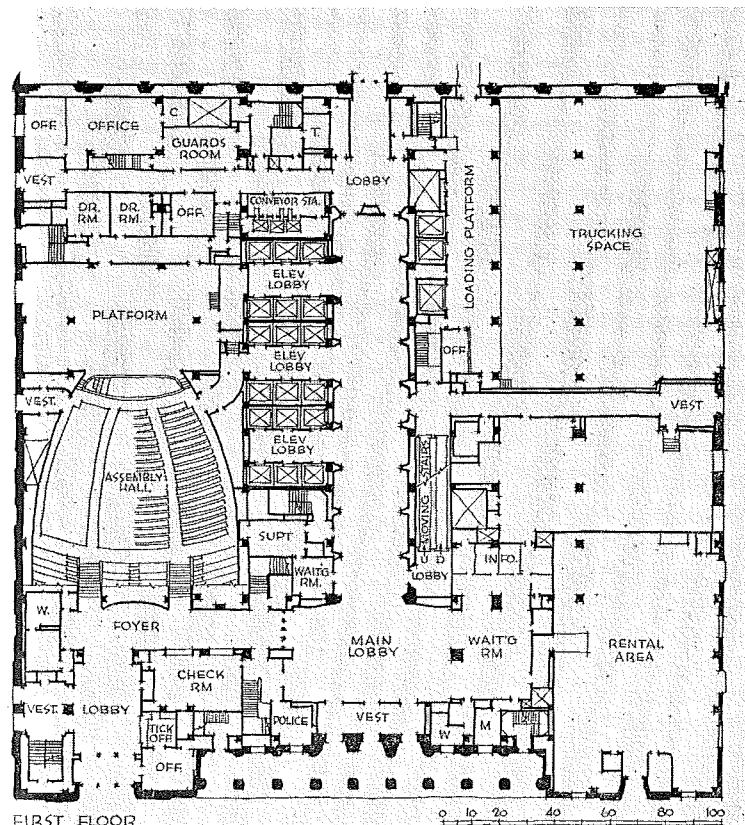 OFF.
OFFICE
C.
GUARDS
ROOM
T.
VEST.
LOBBY
DR.
RM.
DR.
RM.
OFF.
CONVEYOR STA.
LOADING PLATFORM
TRUCKING
SPACE
ELEV
LOBBY
PLATFORM
ELEV
LOBBY
OFF.
VEST.
VEST.
ELEV
LOBBY
ASSEMBLY
HALL
MOVING STAIRS
U D
SUPT
WAIT'G
RM.
INFO.
LOBBY
W.
FOYER
MAIN
LOBBY
WAIT'G
RM
RENTAL
AREA
CHECK
RM
VEST.
LOBBY
TICK
OFF.
POLICE
VEST
W
M
OFF.
FIRST FLOOR
0 20 40 60 80 100